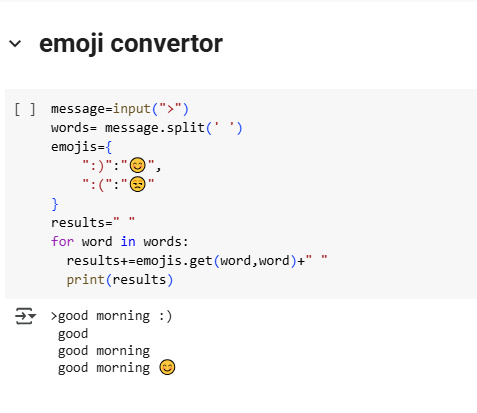 emoji convertor
[ ] message=input(">")
words= message.split(' ')
emojis={
    ":)":"😊",
    ":(":"😒"
}
results=" "
for word in words:
  results+=emojis.get(word,word)+" "
  print(results)
>good morning :)
 good
 good morning
 good morning 😊